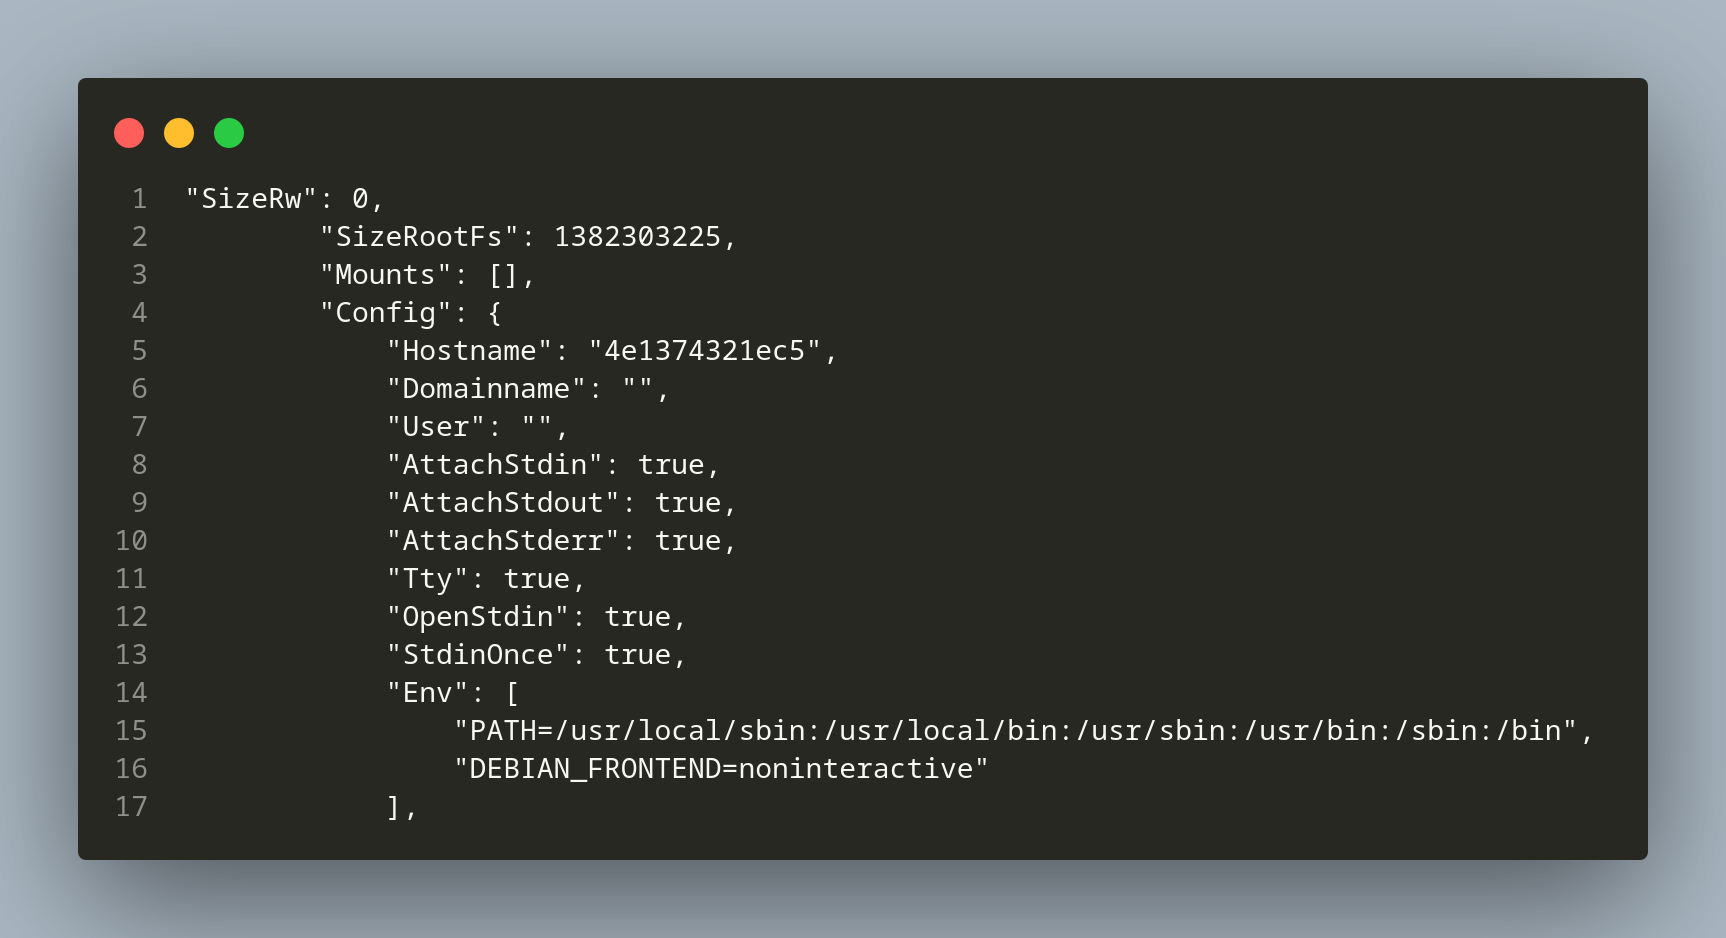 1 "SizeRw": 0,
2         "SizeRootFs": 1382303225,
3         "Mounts": [],
4         "Config": {
5             "Hostname": "4e1374321ec5",
6             "Domainname": "",
7             "User": "",
8             "AttachStdin": true,
9             "AttachStdout": true,
10             "AttachStderr": true,
11             "Tty": true,
12             "OpenStdin": true,
13             "StdinOnce": true,
14             "Env": [
15                 "PATH=/usr/local/sbin:/usr/local/bin:/usr/sbin:/usr/bin:/sbin:/bin",
16                 "DEBIAN_FRONTEND=noninteractive"
17             ],